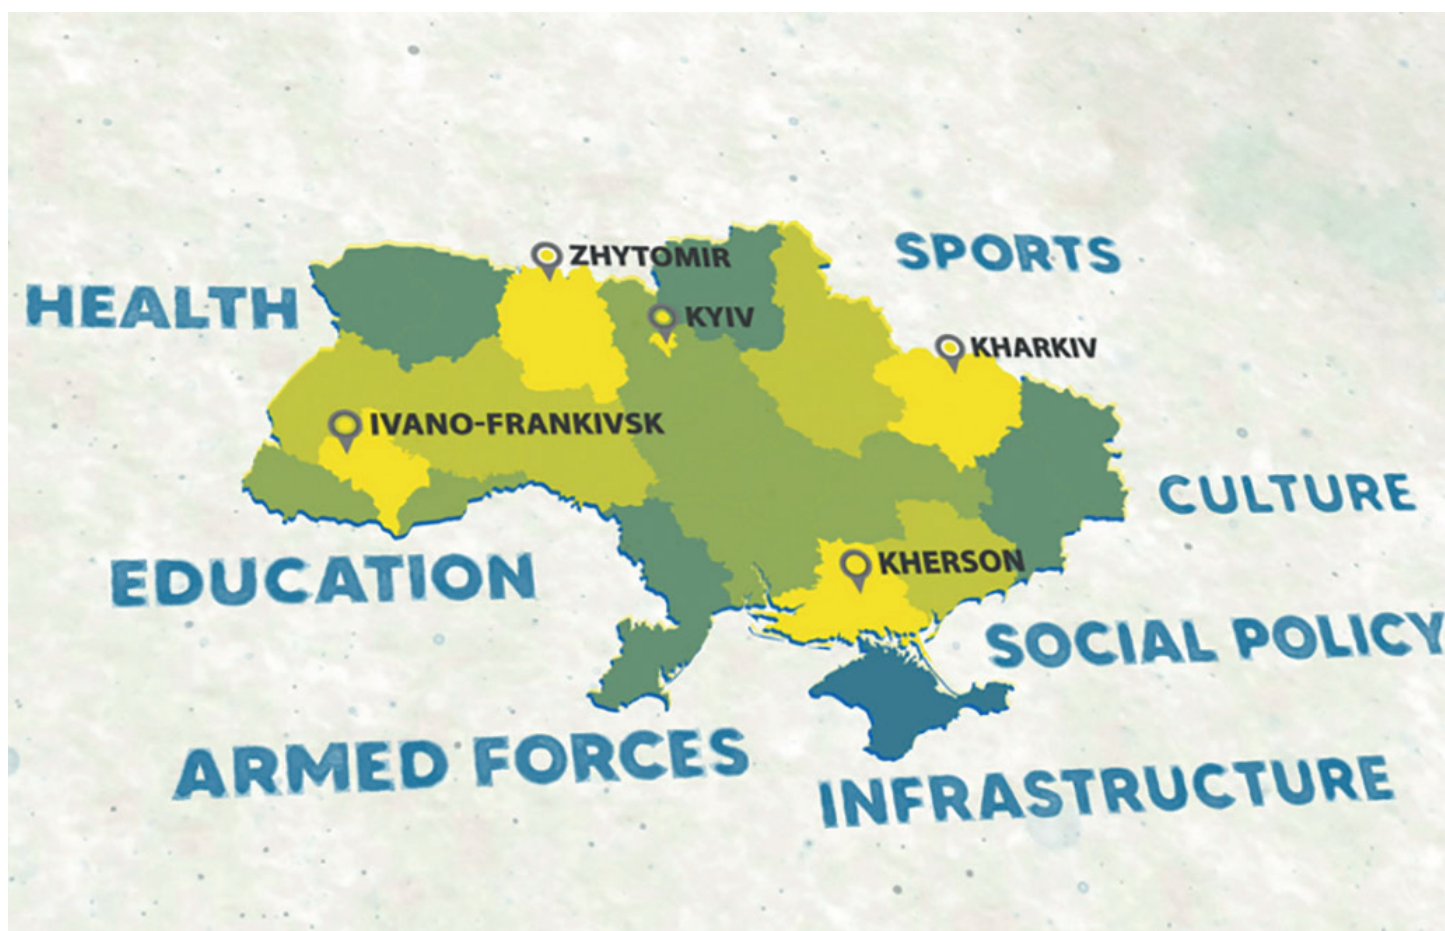 SPORTS
ZHYTOMIR
HEALTH
KYIV
KHARKIV
IVANO-FRANKIVSK
CULTURE
KHERSON
EDUCATION
SOCIAL POLICY
ARMED FORCES
INFRASTRUCTURE